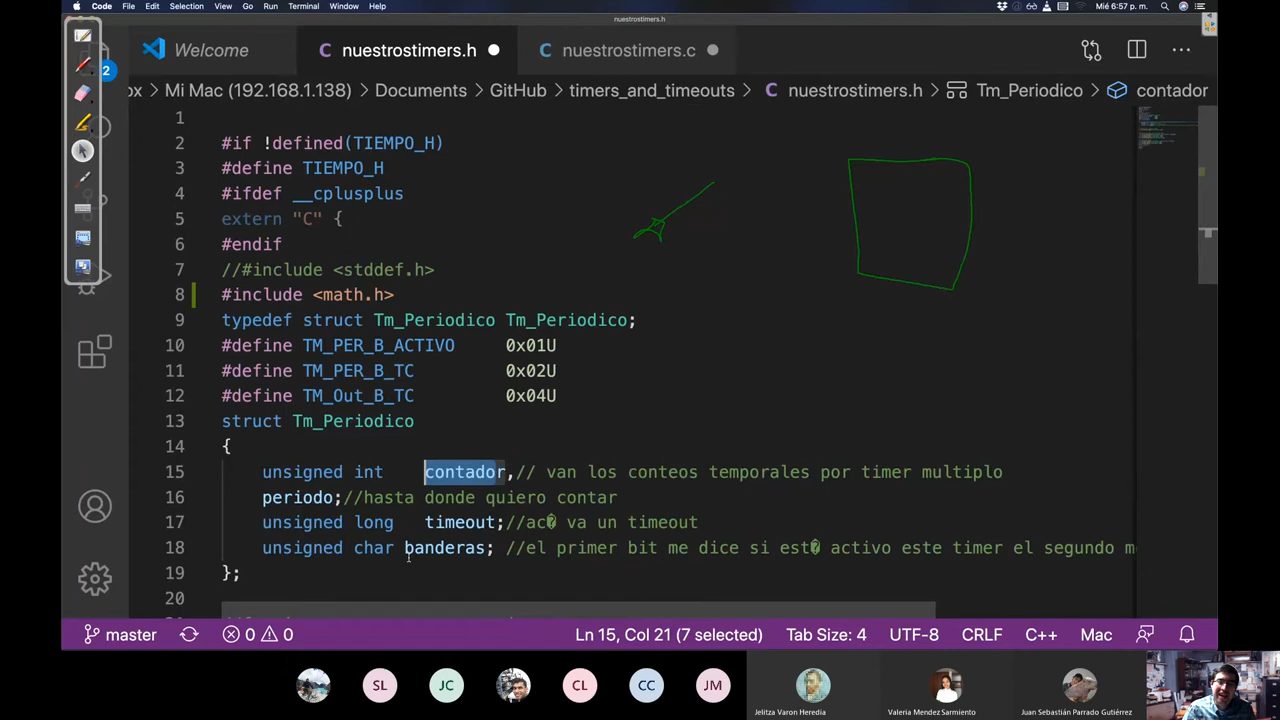 Code File Edit Selection View Go Run Terminal Window Help
Mié 6:57 p. m.
nuestrostimers.h
Welcome
nuestrostimers.h
nuestrostimers.c
2
ox > Mi Mac (192.168.1.138) > Documents > GitHub > timers_and_timeouts > nuestrostimers.h > Tm_Periodico > contador
1
2 #if !defined(TIEMPO_H)
3 #define TIEMPO_H
4 #ifdef __cplusplus
5 extern "C" {
6 #endif
7 //#include <stddef.h>
8 #include <math.h>
9 typedef struct Tm_Periodico Tm_Periodico;
10 #define TM_PER_B_ACTIVO 0x01U
11 #define TM_PER_B_TC 0x02U
12 #define TM_Out_B_TC 0x04U
13 struct Tm_Periodico
14 {
15 unsigned int contador,// van los conteos temporales por timer multiplo
16 periodo;//hasta donde quiero contar
17 unsigned long timeout;//ac� va un timeout
18 unsigned char banderas; //el primer bit me dice si est� activo este timer el segundo m
19 };
20
master
0 0
Ln 15, Col 21 (7 selected)
Tab Size: 4
UTF-8
CRLF
C++
Mac
SL
JC
CL
CC
JM
Jelitza Varon Heredia
Valeria Mendez Sarmiento
Juan Sebastián Parrado Gutiérrez